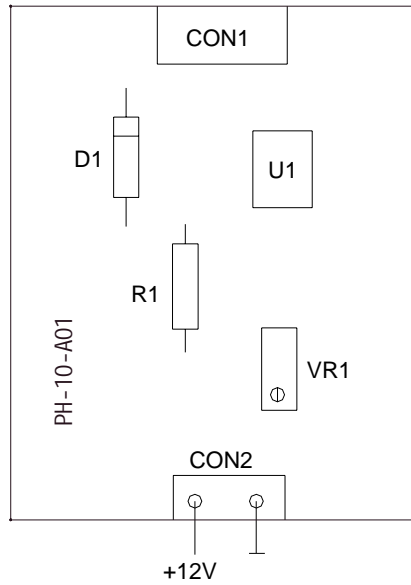 CON1
D1
U1
R1
PH-10-A01
VR1
CON2
+12V